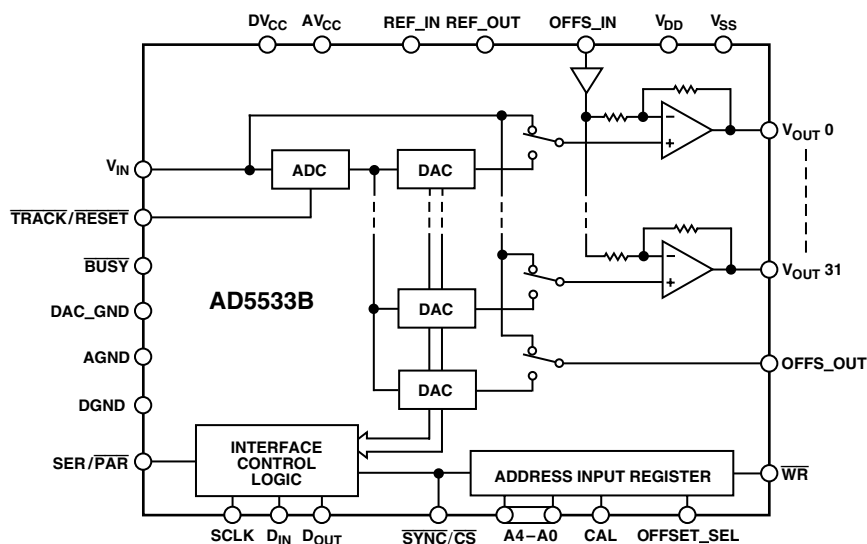 DVCC AVCC REF_IN REF_OUT OFFS_IN VDD VSS
VIN
ADC
DAC
VOUT 0
TRACK/RESET
BUSY
DAC_GND
AD5533B
DAC
VOUT 31
AGND
DAC
OFFS_OUT
DGND
SER/PAR
INTERFACE
CONTROL
LOGIC
ADDRESS INPUT REGISTER
WR
SCLK DIN DOUT SYNC/CS A4–A0 CAL OFFSET_SEL